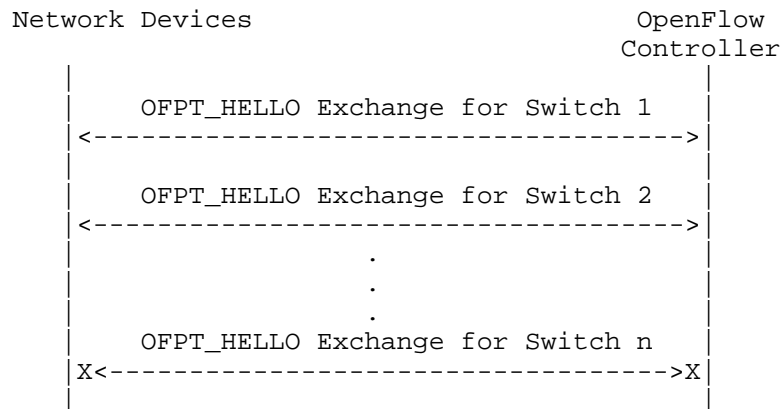 Network Devices OpenFlow
Controller
OFPT_HELLO Exchange for Switch 1
<------------------------------------->
OFPT_HELLO Exchange for Switch 2
<------------------------------------->
.
.
.
OFPT_HELLO Exchange for Switch n
X<----------------------------------->X